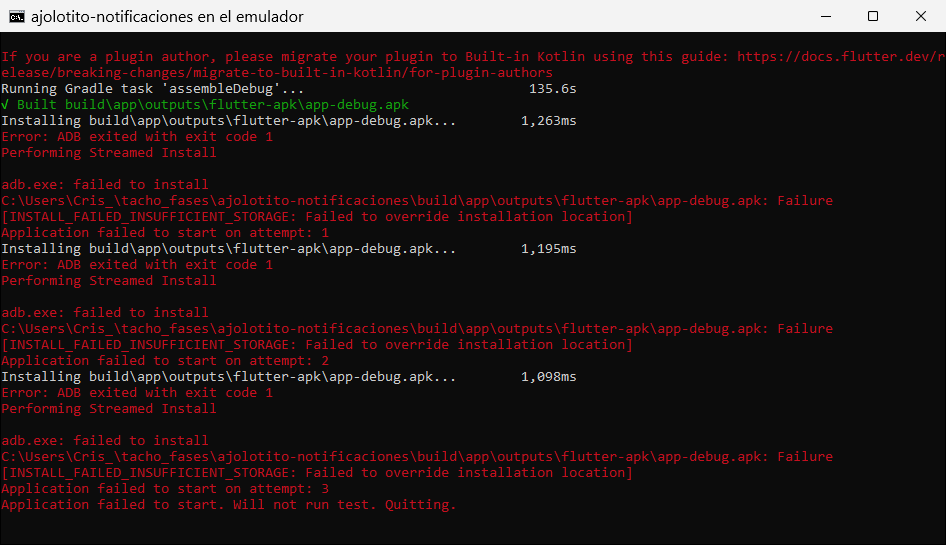 ajolotito-notificaciones en el emulador
If you are a plugin author, please migrate your plugin to Built-in Kotlin using this guide: https://docs.flutter.dev/r
elease/breaking-changes/migrate-to-built-in-kotlin/for-plugin-authors
Running Gradle task 'assembleDebug'... 135.6s
√ Built build\app\outputs\flutter-apk\app-debug.apk
Installing build\app\outputs\flutter-apk\app-debug.apk... 1,263ms
Error: ADB exited with exit code 1
Performing Streamed Install
adb.exe: failed to install
C:\Users\Cris_\tacho_fases\ajolotito-notificaciones\build\app\outputs\flutter-apk\app-debug.apk: Failure
[INSTALL_FAILED_INSUFFICIENT_STORAGE: Failed to override installation location]
Application failed to start on attempt: 1
Installing build\app\outputs\flutter-apk\app-debug.apk... 1,195ms
Error: ADB exited with exit code 1
Performing Streamed Install
adb.exe: failed to install
C:\Users\Cris_\tacho_fases\ajolotito-notificaciones\build\app\outputs\flutter-apk\app-debug.apk: Failure
[INSTALL_FAILED_INSUFFICIENT_STORAGE: Failed to override installation location]
Application failed to start on attempt: 2
Installing build\app\outputs\flutter-apk\app-debug.apk... 1,098ms
Error: ADB exited with exit code 1
Performing Streamed Install
adb.exe: failed to install
C:\Users\Cris_\tacho_fases\ajolotito-notificaciones\build\app\outputs\flutter-apk\app-debug.apk: Failure
[INSTALL_FAILED_INSUFFICIENT_STORAGE: Failed to override installation location]
Application failed to start on attempt: 3
Application failed to start. Will not run test. Quitting.